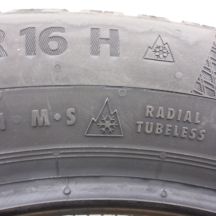 R 16 H
M·S
RADIAL
TUBELESS